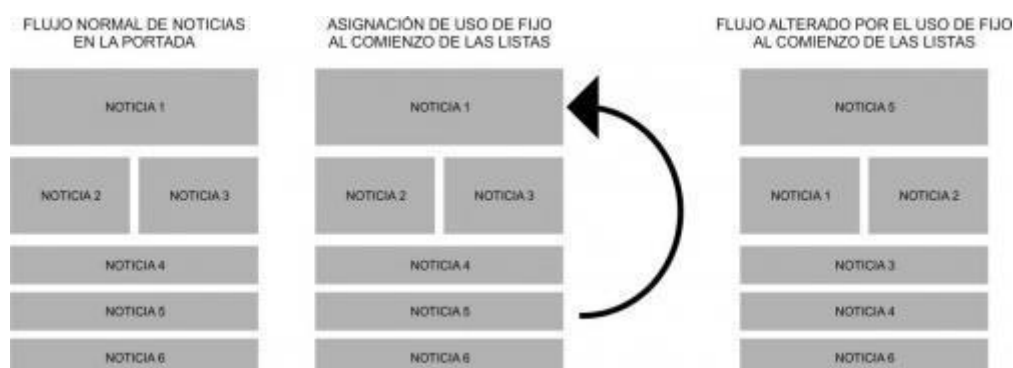 FLUJO NORMAL DE NOTICIAS
EN LA PORTADA
NOTICIA 1
NOTICIA 2
NOTICIA 3
NOTICIA 4
NOTICIA 5
NOTICIA 6
ASIGNACIÓN DE USO DE FIJO
AL COMIENZO DE LAS LISTAS
NOTICIA 1
NOTICIA 2
NOTICIA 3
NOTICIA 4
NOTICIA 5
NOTICIA 6
FLUJO ALTERADO POR EL USO DE FIJO
AL COMIENZO DE LAS LISTAS
NOTICIA 5
NOTICIA 1
NOTICIA 2
NOTICIA 3
NOTICIA 4
NOTICIA 6